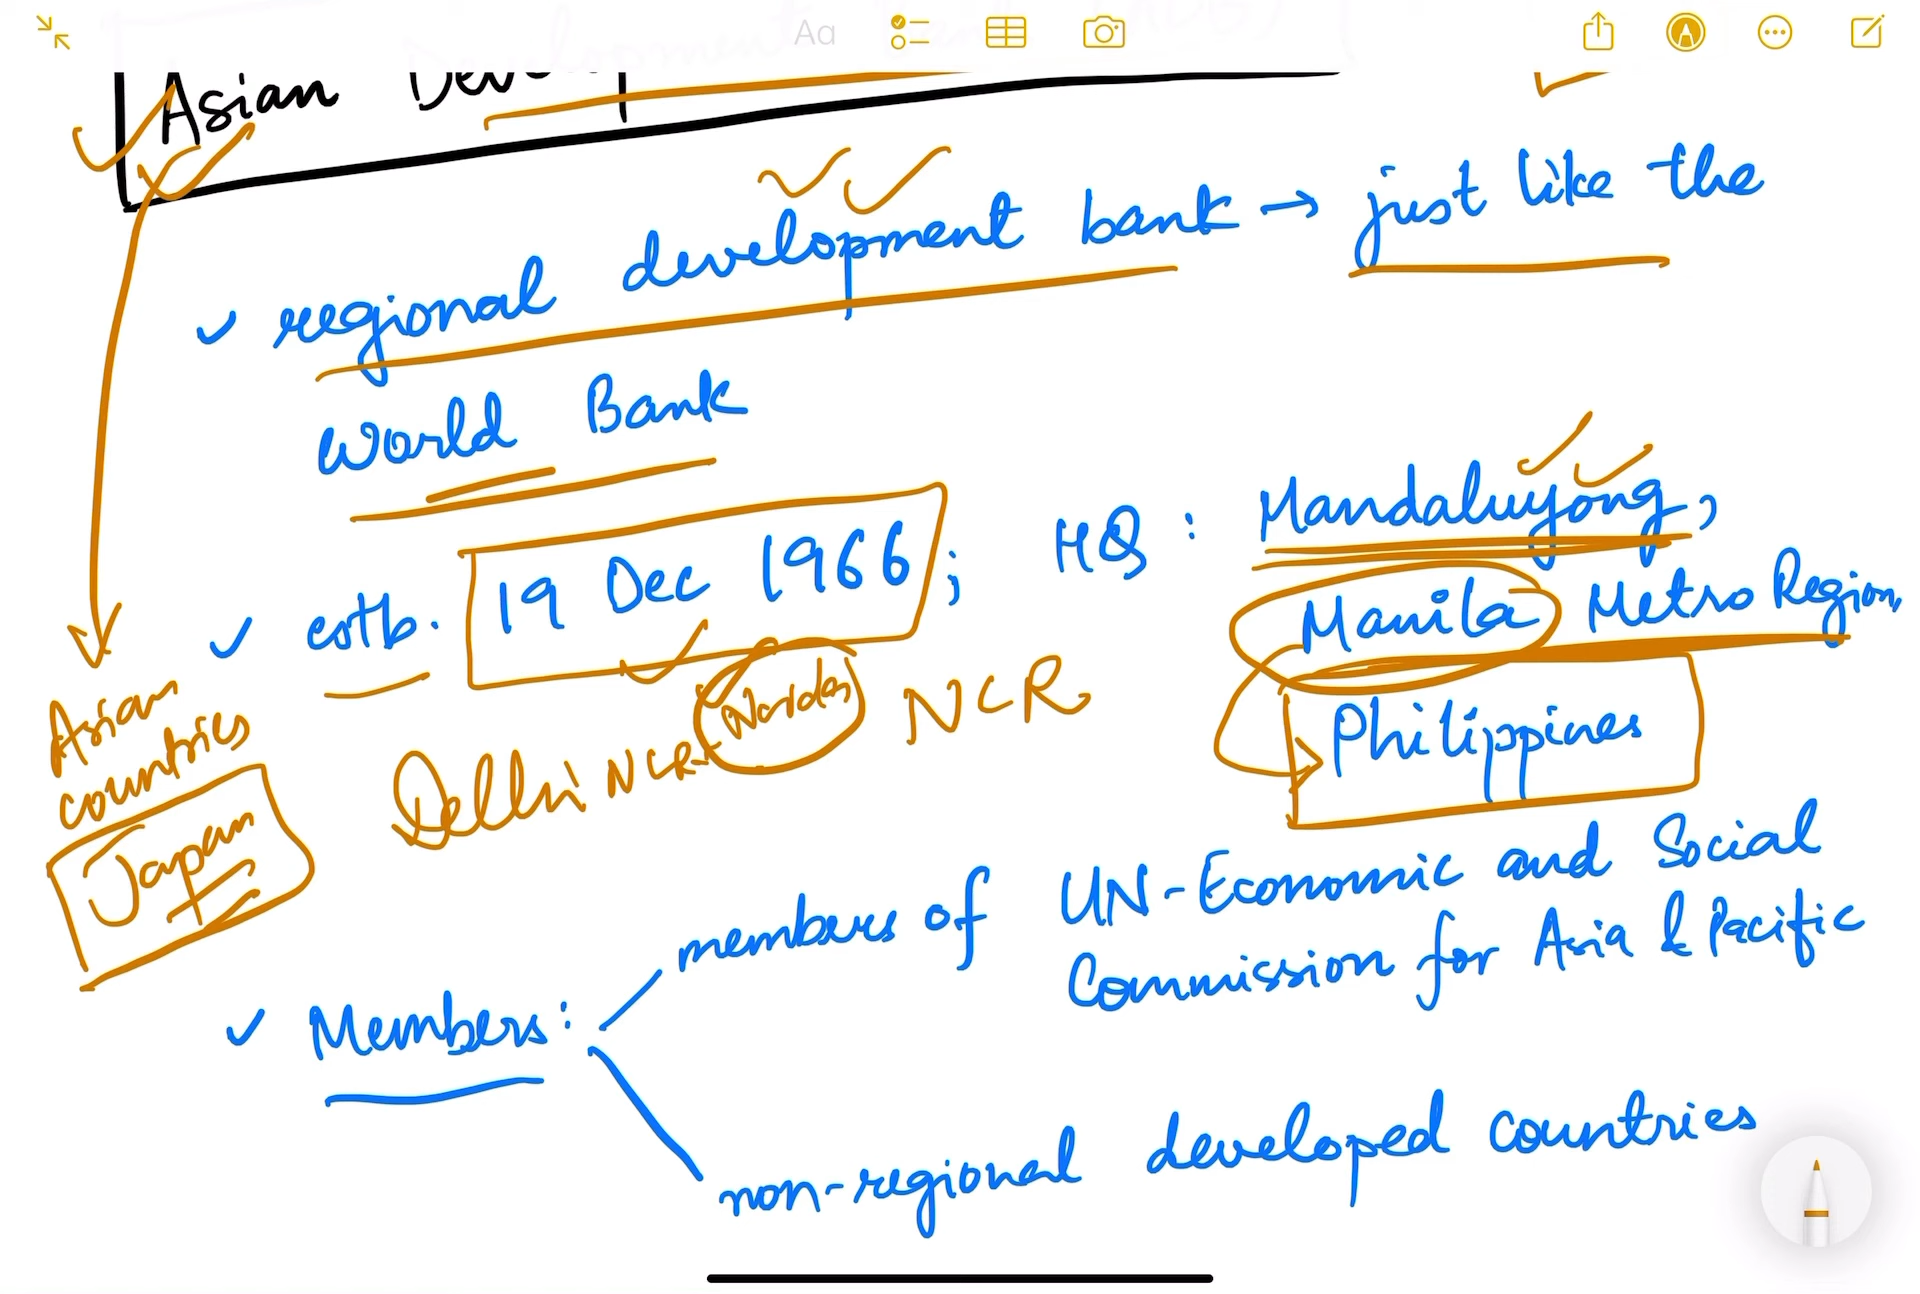 Aa
Asian Dev
regional development bank → just like the
World Bank
estb. 19 Dec 1966; HQ: Mandaluyong,
Manila Metro Region,
Philippines
Delhi NCR Noida NCR
Asian
countries
Japan
Members:
members of UN-Economic and Social
Commission for Asia & Pacific
non-regional developed countries